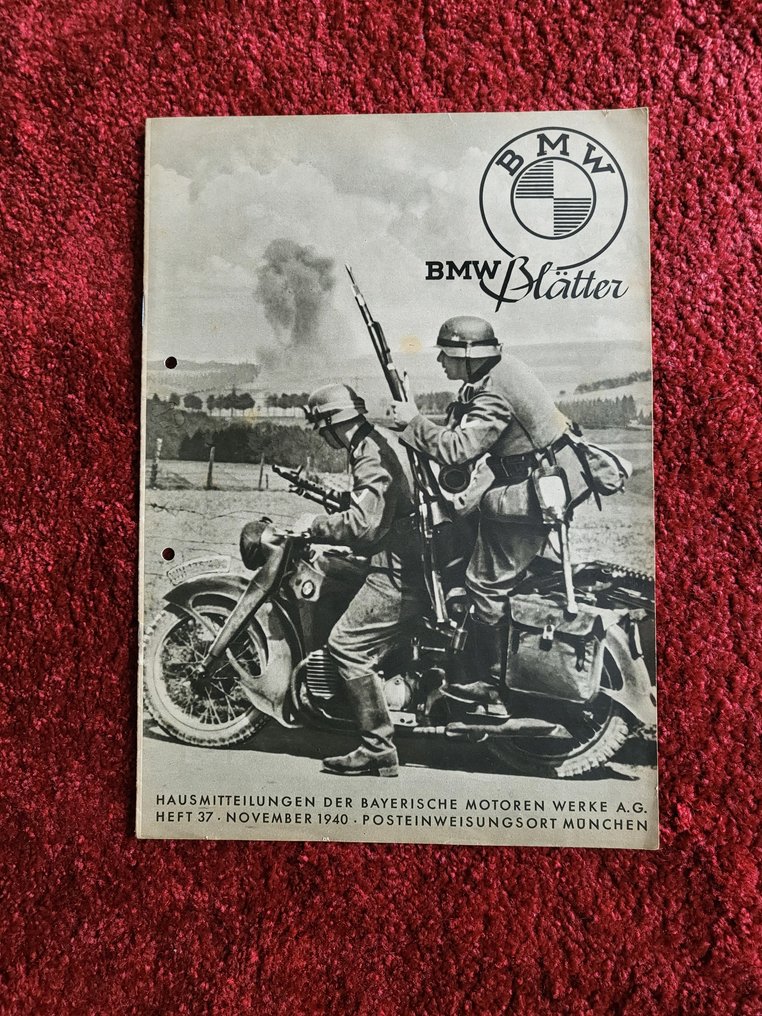 BMW
BMW Blätter
HAUSMITTEILUNGEN DER BAYERISCHE MOTOREN WERKE A.G.
HEFT 37 · NOVEMBER 1940 · POSTEINWEISUNGSORT MÜNCHEN